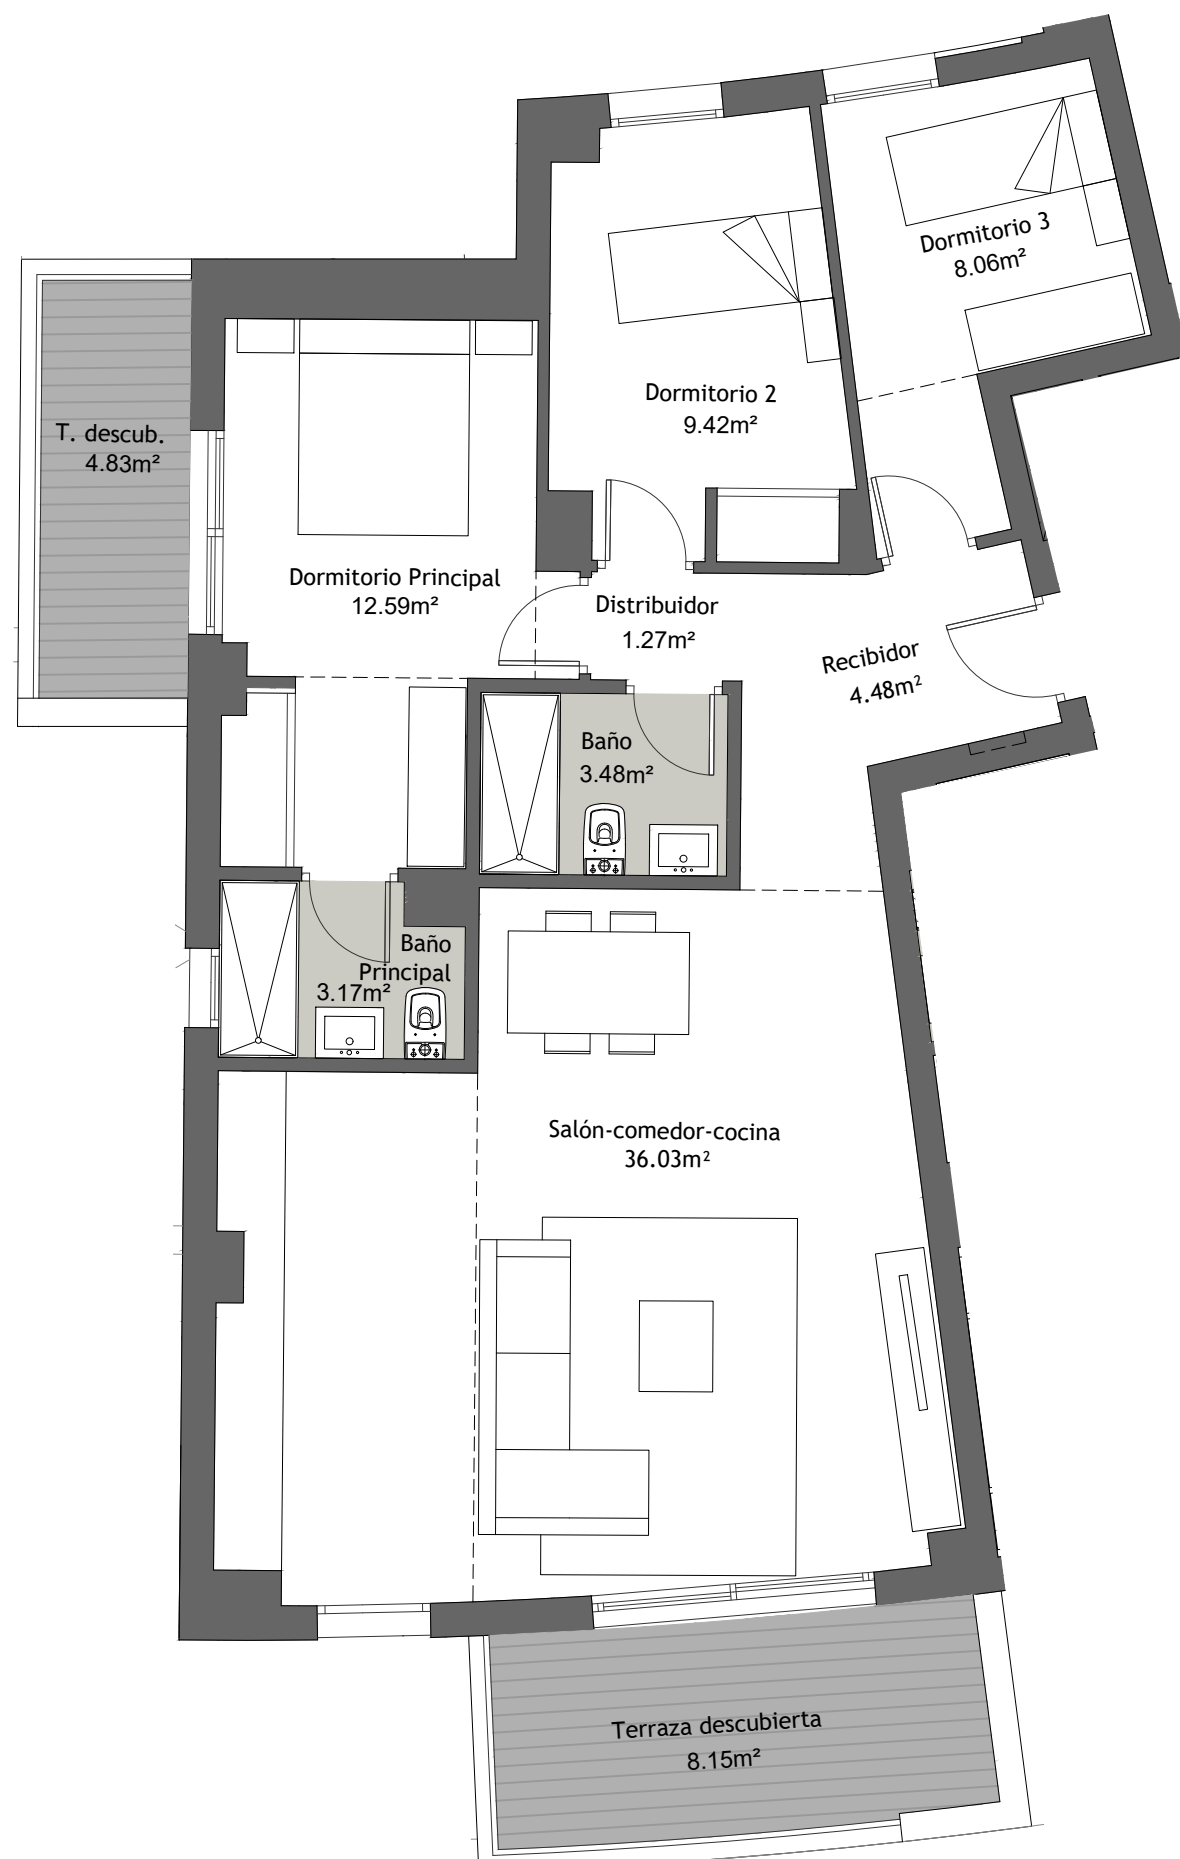 Dormitorio 3
8.06m²
Dormitorio 2
9.42m²
T. descub.
4.83m²
Dormitorio Principal
12.59m²
Distribuidor
1.27m²
Recibidor
4.48m²
Baño
3.48m²
Baño
Principal
3.17m²
Salón-comedor-cocina
36.03m²
Terraza descubierta
8.15m²